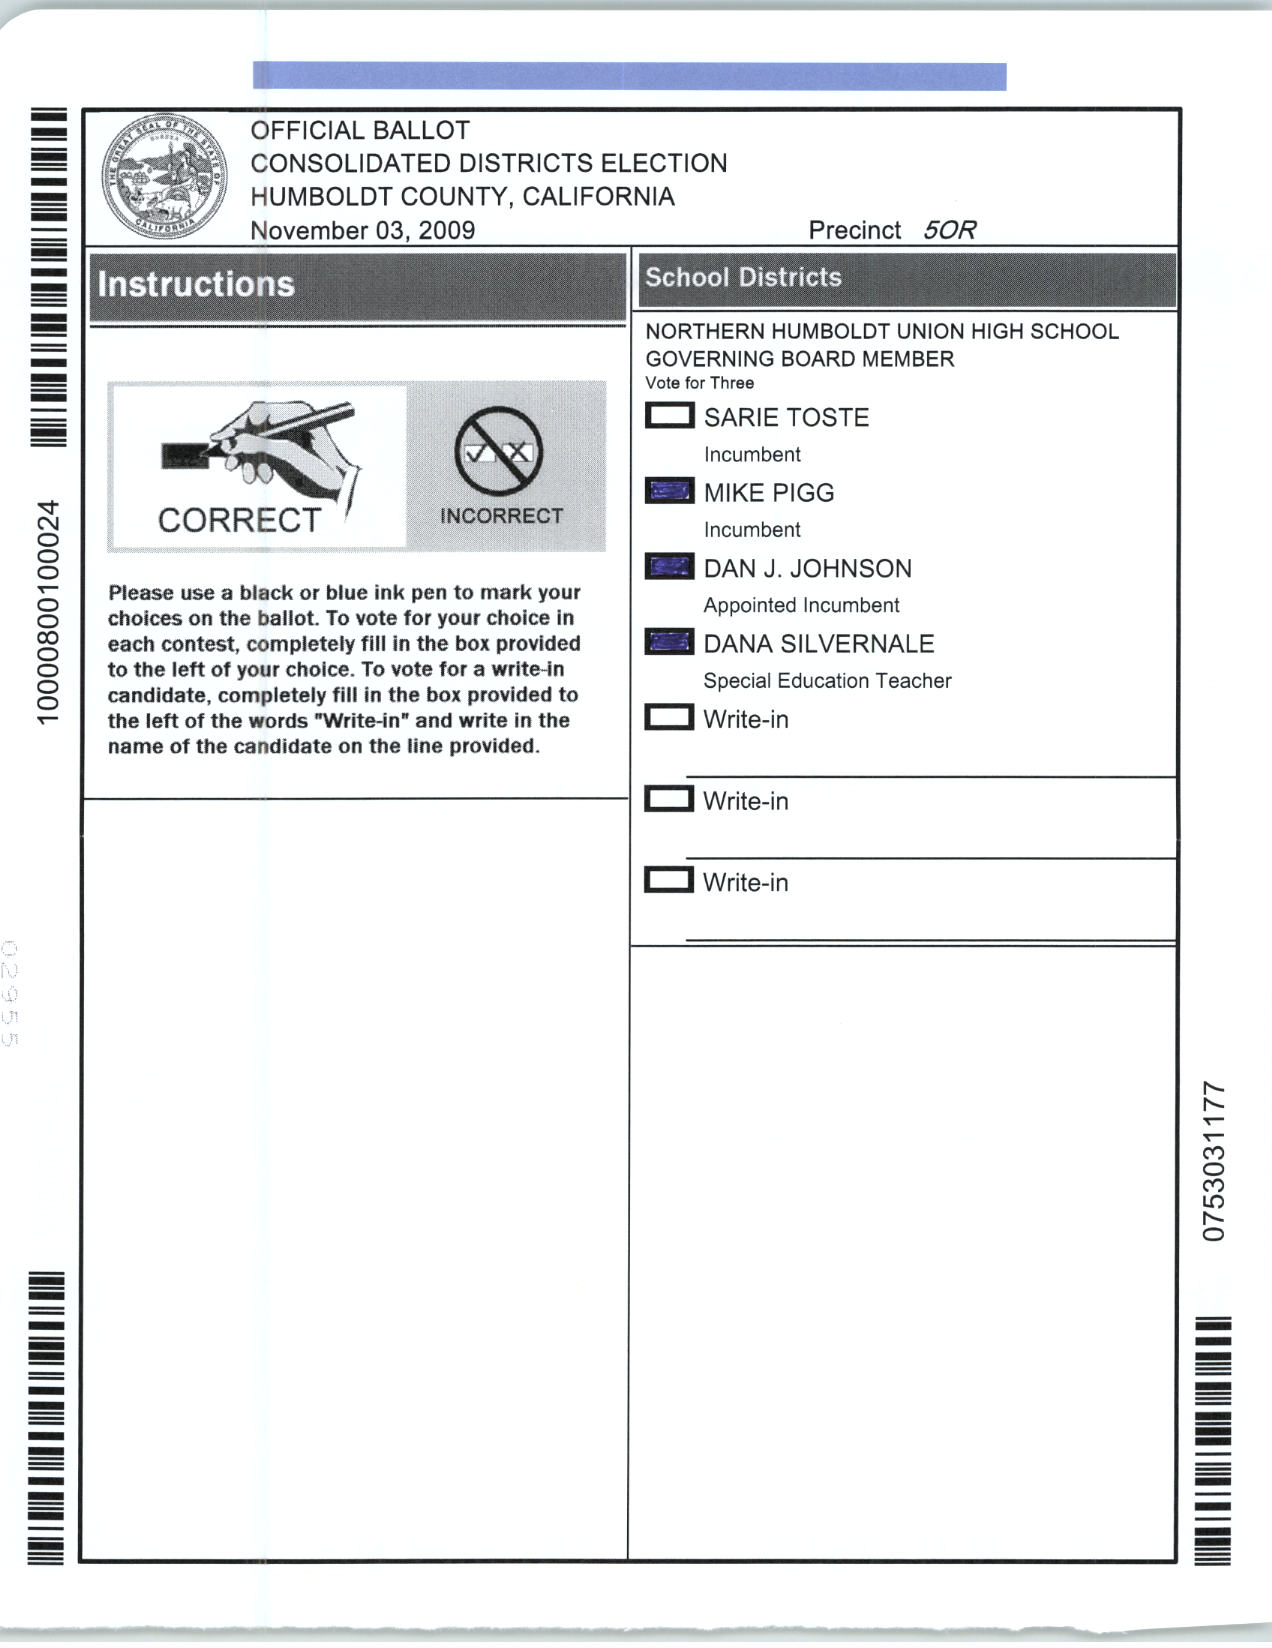 OFFICIAL BALLOT
CONSOLIDATED DISTRICTS ELECTION
HUMBOLDT COUNTY, CALIFORNIA
November 03, 2009
Precinct 5OR
THE GREAT SEAL OF THE STATE OF CALIFORNIA
EUREKA
Instructions
CORRECT
INCORRECT
Please use a black or blue ink pen to mark your
choices on the ballot. To vote for your choice in
each contest, completely fill in the box provided
to the left of your choice. To vote for a write-in
candidate, completely fill in the box provided to
the left of the words "Write-in" and write in the
name of the candidate on the line provided.
School Districts
NORTHERN HUMBOLDT UNION HIGH SCHOOL
GOVERNING BOARD MEMBER
Vote for Three
SARIE TOSTE
Incumbent
MIKE PIGG
Incumbent
DAN J. JOHNSON
Appointed Incumbent
DANA SILVERNALE
Special Education Teacher
Write-in
Write-in
Write-in
10000800100024
02955
0753031177